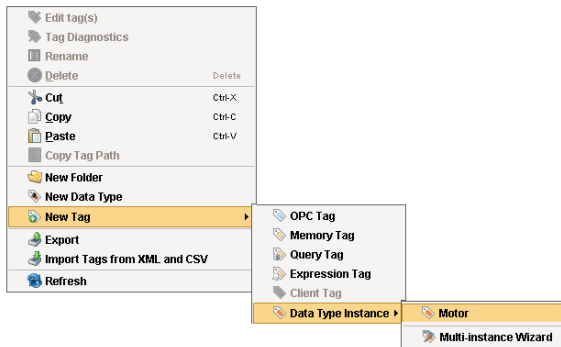 Edit tag(s)
Tag Diagnostics
Rename
Delete Delete
Cut Ctrl-X
Copy Ctrl-C
Paste Ctrl-V
Copy Tag Path
New Folder
New Data Type
New Tag
Export
Import Tags from XML and CSV
Refresh
OPC Tag
Memory Tag
Query Tag
Expression Tag
Client Tag
Data Type Instance
Motor
Multi-instance Wizard